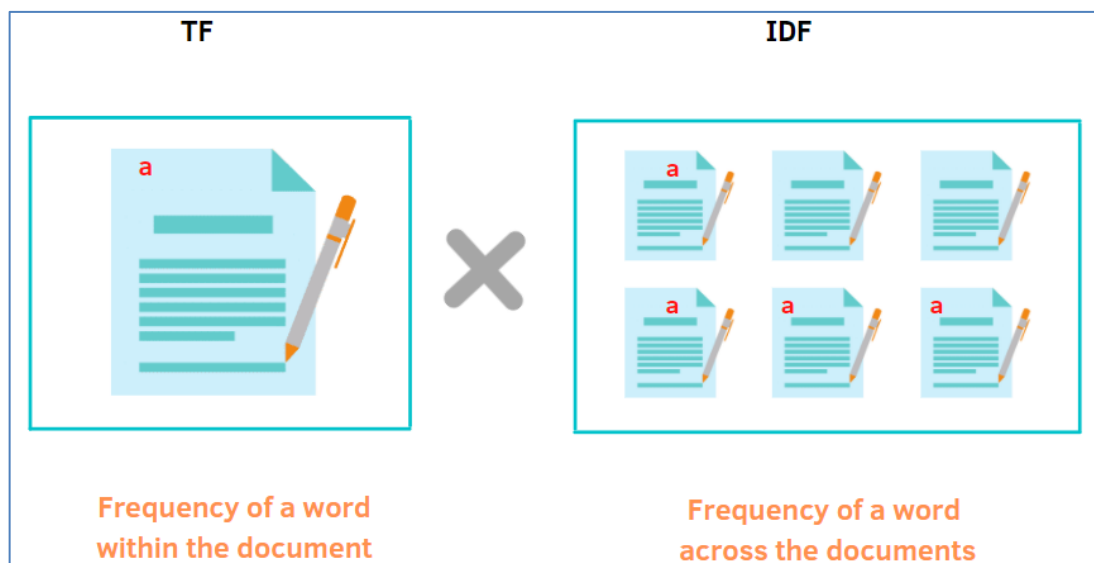 TF
IDF
a
a
a
a
a
Frequency of a word
within the document
Frequency of a word
across the documents